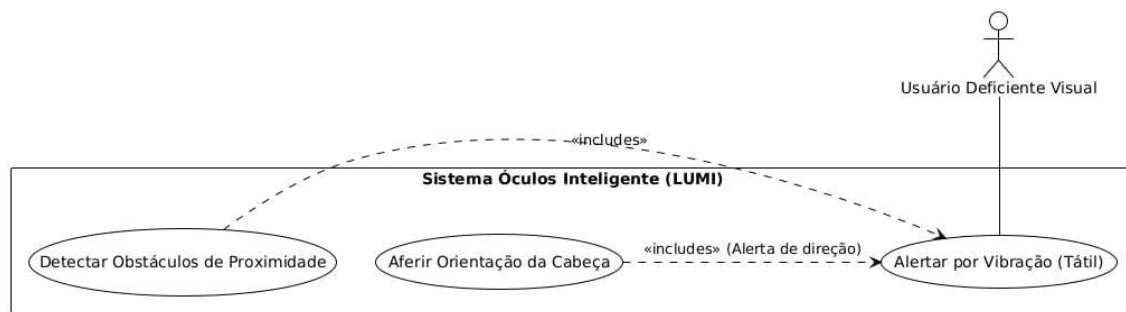 Usuário Deficiente Visual
«includes»
Sistema Óculos Inteligente (LUMI)
«includes» (Alerta de direção)
Detectar Obstáculos de Proximidade
Aferir Orientação da Cabeça
Alertar por Vibração (Tátil)